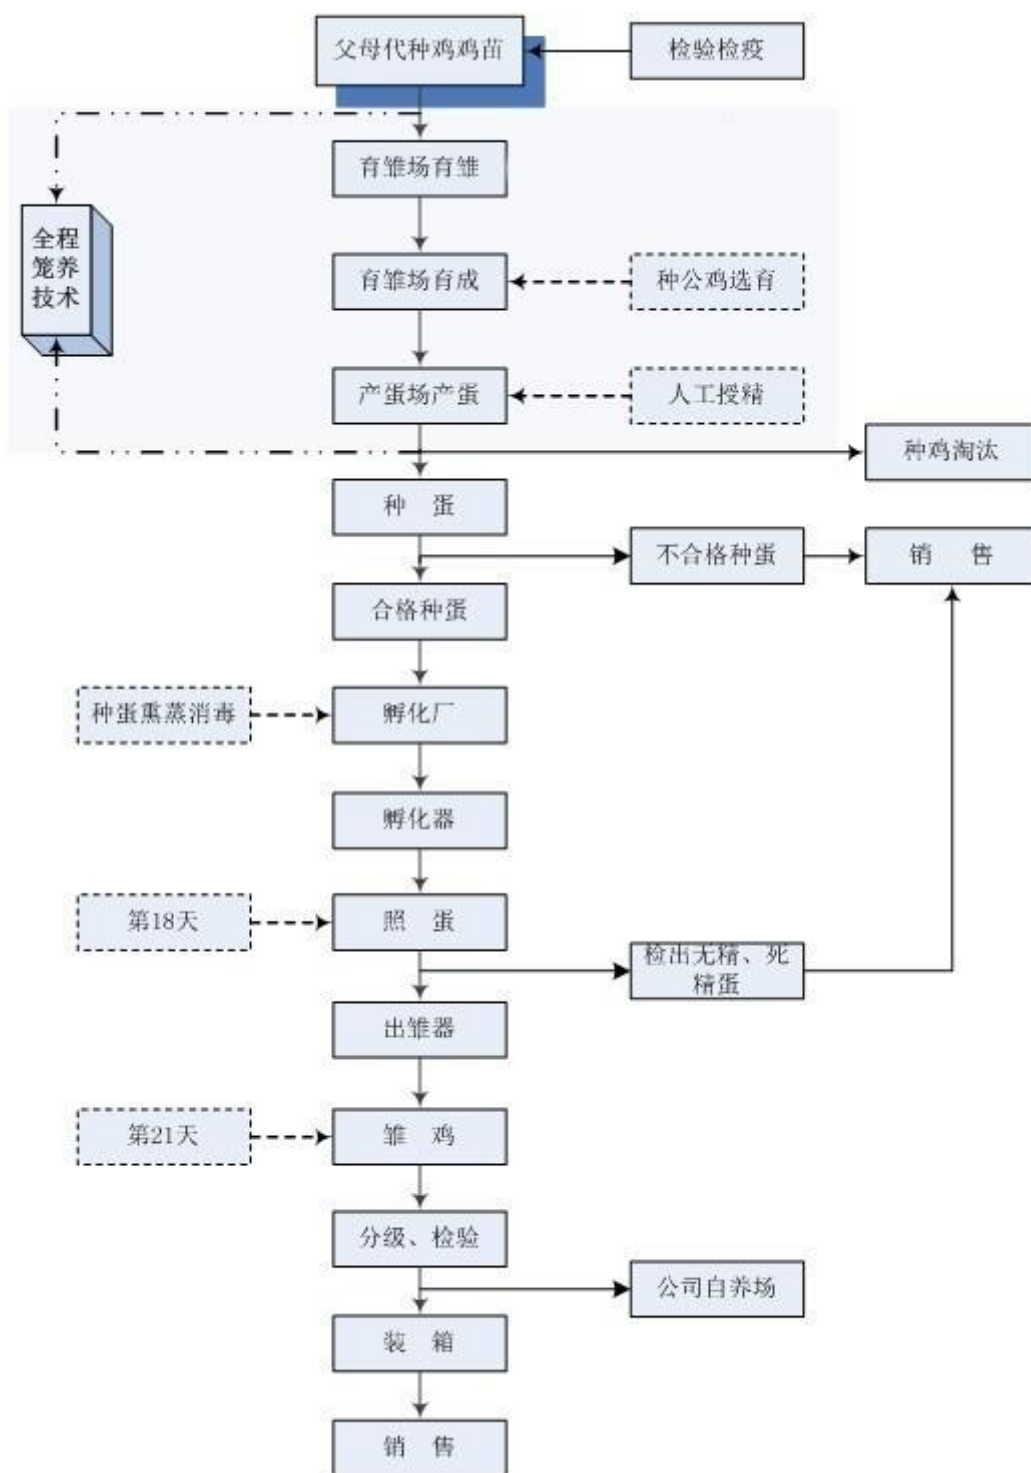 父母代种鸡鸡苗
检验检疫
育雏场育雏
全程
笼养
技术
育雏场育成
种公鸡选育
产蛋场产蛋
人工授精
种鸡淘汰
种 蛋
不合格种蛋
销 售
合格种蛋
种蛋熏蒸消毒
孵化厂
孵化器
第18天
照 蛋
检出无精、死
精蛋
出雏器
第21天
雏 鸡
分级、检验
公司自养场
装 箱
销 售